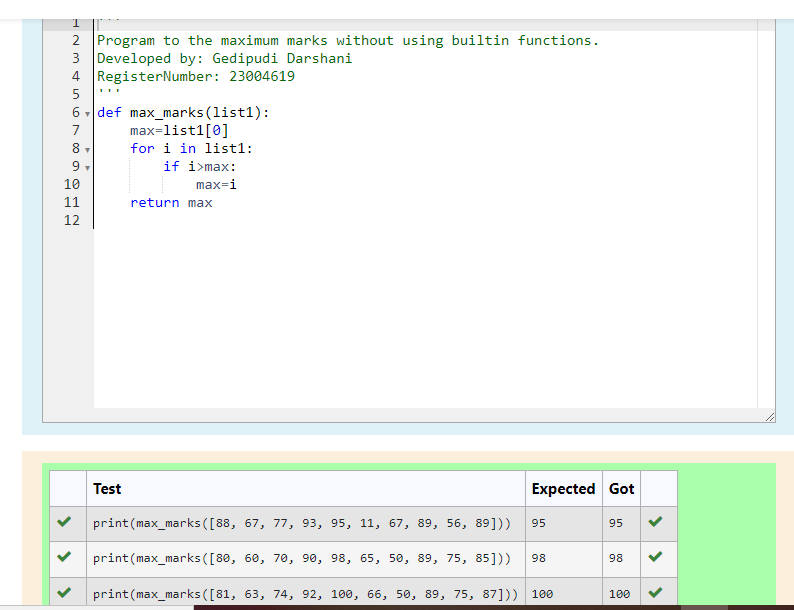 1 '''
2 Program to the maximum marks without using builtin functions.
3 Developed by: Gedipudi Darshani
4 RegisterNumber: 23004619
5 '''
6 def max_marks(list1):
7     max=list1[0]
8     for i in list1:
9         if i>max:
10             max=i
11     return max
12
Test Expected Got
print(max_marks([88, 67, 77, 93, 95, 11, 67, 89, 56, 89])) 95 95
print(max_marks([80, 60, 70, 90, 98, 65, 50, 89, 75, 85])) 98 98
print(max_marks([81, 63, 74, 92, 100, 66, 50, 89, 75, 87])) 100 100